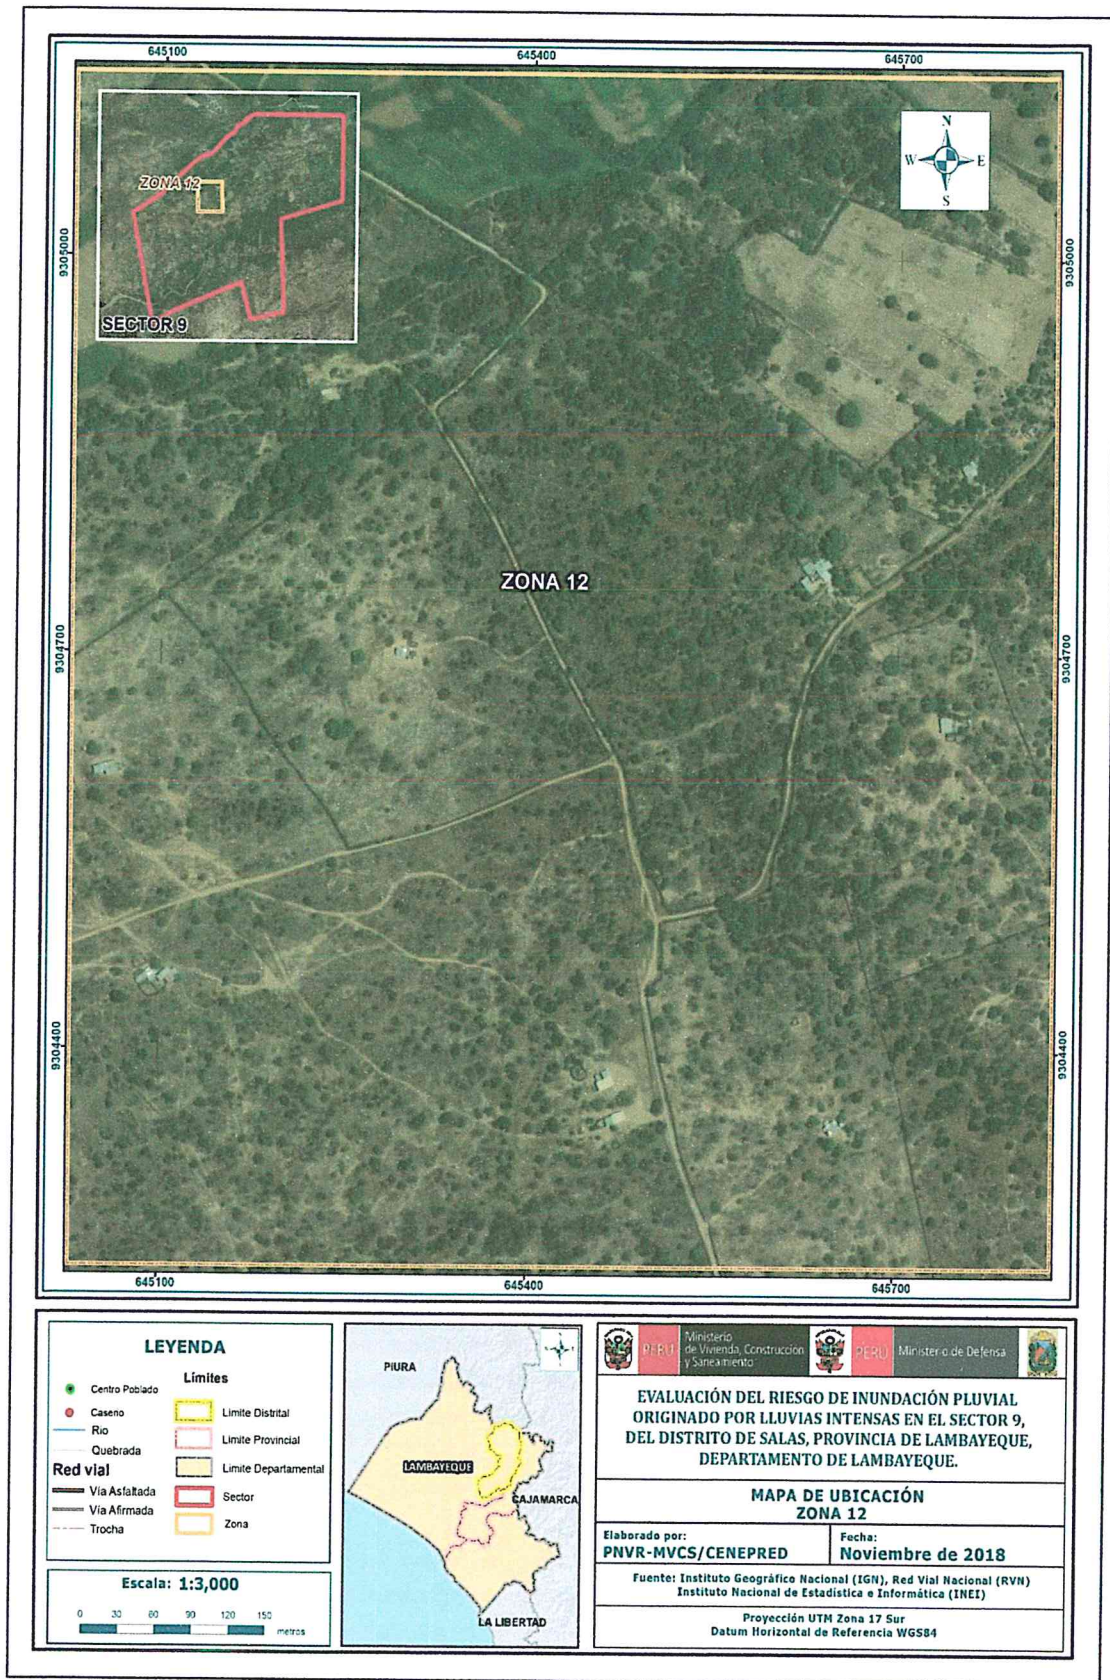 645100
645400
645700
N
W
E
S
ZONA 12
SECTOR 9
9305000
9305000
ZONA 12
9304700
9304700
9304400
9304400
645100
645400
645700
LEYENDA
Centro Poblado
Caseno
Rio
Quebrada
Red vial
Vía Asfaltada
Vía Afirmada
Trocha
Límites
Limite Distrital
Limite Provincial
Limite Departamental
Sector
Zona
Escala: 1:3,000
0 30 60 90 120 150
metros
PIURA
LAMBAYEQUE
CAJAMARCA
LA LIBERTAD
PERÚ
Ministerio
de Vivienda, Construcción
y Saneamiento
PERÚ
Ministerio de Defensa
EVALUACIÓN DEL RIESGO DE INUNDACIÓN PLUVIAL
ORIGINADO POR LLUVIAS INTENSAS EN EL SECTOR 9,
DEL DISTRITO DE SALAS, PROVINCIA DE LAMBAYEQUE,
DEPARTAMENTO DE LAMBAYEQUE.
MAPA DE UBICACIÓN
ZONA 12
Elaborado por:
PNVR-MVCS/CENEPRED
Fecha:
Noviembre de 2018
Fuente: Instituto Geográfico Nacional (IGN), Red Vial Nacional (RVN)
Instituto Nacional de Estadística e Informática (INEI)
Proyección UTM Zona 17 Sur
Datum Horizontal de Referencia WGS84